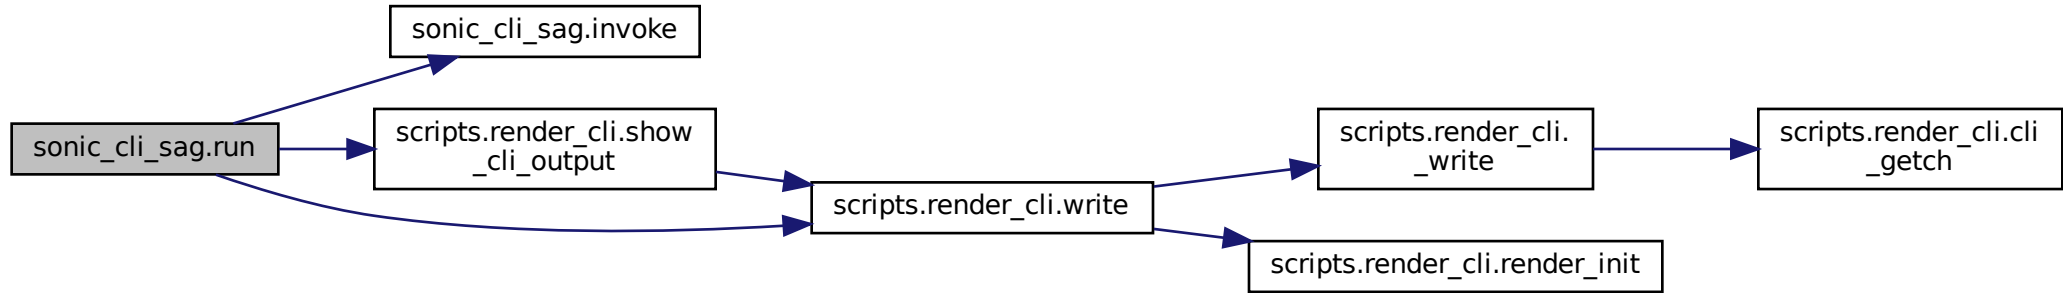 sonic_cli_sag.run
sonic_cli_sag.invoke
scripts.render_cli.show
_cli_output
scripts.render_cli.write
scripts.render_cli.
_write
scripts.render_cli.render_init
scripts.render_cli.cli
_getch